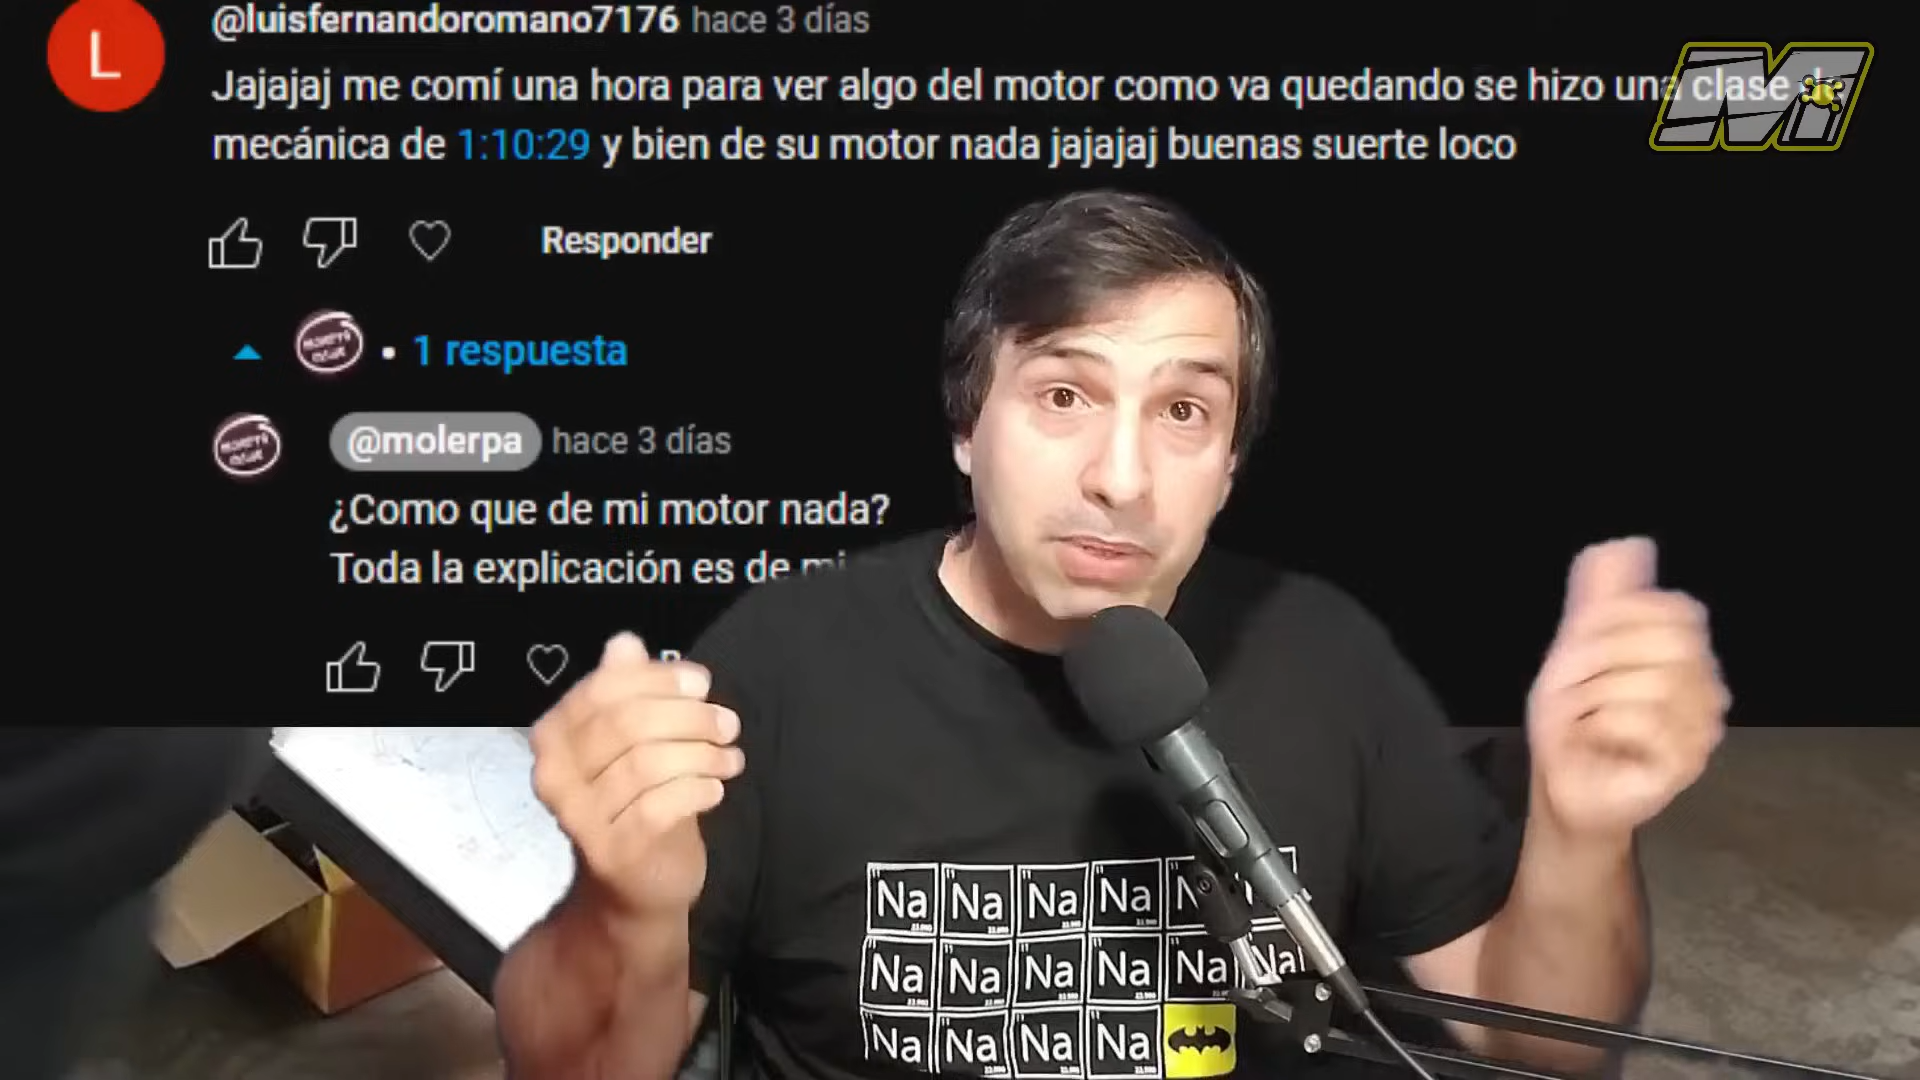 @luisfernandoromano7176 hace 3 días
Jajajaj me comí una hora para ver algo del motor como va quedando se hizo una clase de
mecánica de 1:10:29 y bien de su motor nada jajajaj buenas suerte loco
Responder
1 respuesta
@molerpa hace 3 días
¿Como que de mi motor nada?
Toda la explicación es de mi
L
M
Na Na Na Na N
Na Na Na Na Na Na
Na Na Na Na